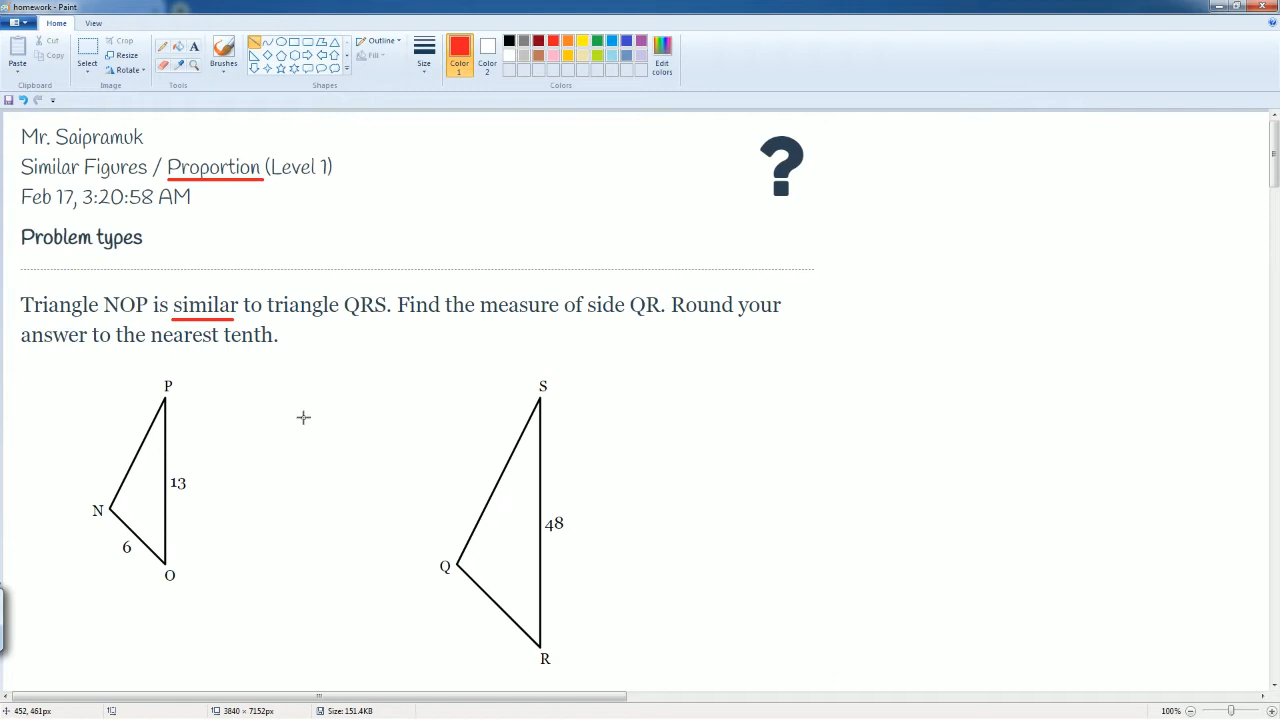 homework - Paint
Home
View
Paste
Cut
Copy
Clipboard
Select
Crop
Resize
Rotate
Image
Tools
Brushes
Shapes
Outline
Fill
Size
Color
1
Color
2
Edit
colors
Colors
Mr. Saipramuk
Similar Figures / Proportion (Level 1)
Feb 17, 3:20:58 AM
?
Problem types
Triangle NOP is similar to triangle QRS. Find the measure of side QR. Round your
answer to the nearest tenth.
P
13
N
6
O
S
48
Q
R
452, 461px
3840 × 7152px
Size: 151.4KB
100%